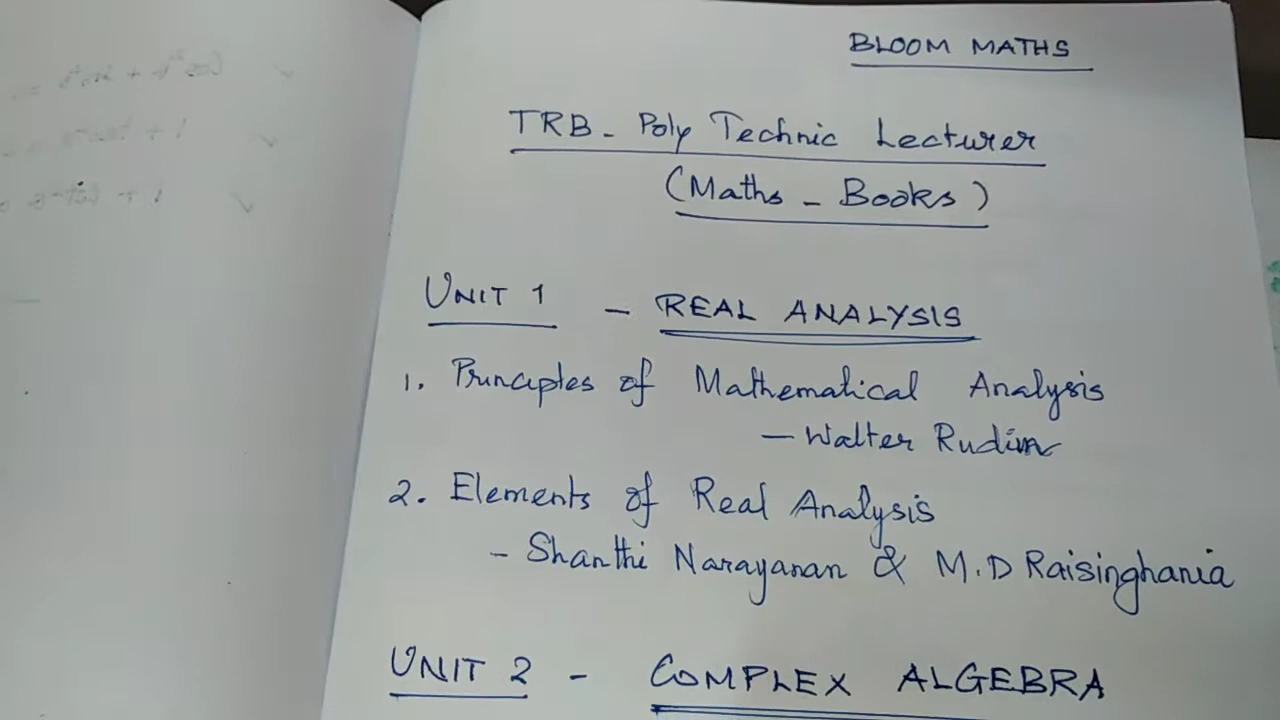 BLOOM MATHS
TRB - Poly Technic Lecturer
(Maths - Books)
UNIT 1 - REAL ANALYSIS
1. Principles of Mathematical Analysis
- Walter Rudin
2. Elements of Real Analysis
- Shanthi Narayanan & M.D Raisinghania
UNIT 2 - COMPLEX ALGEBRA